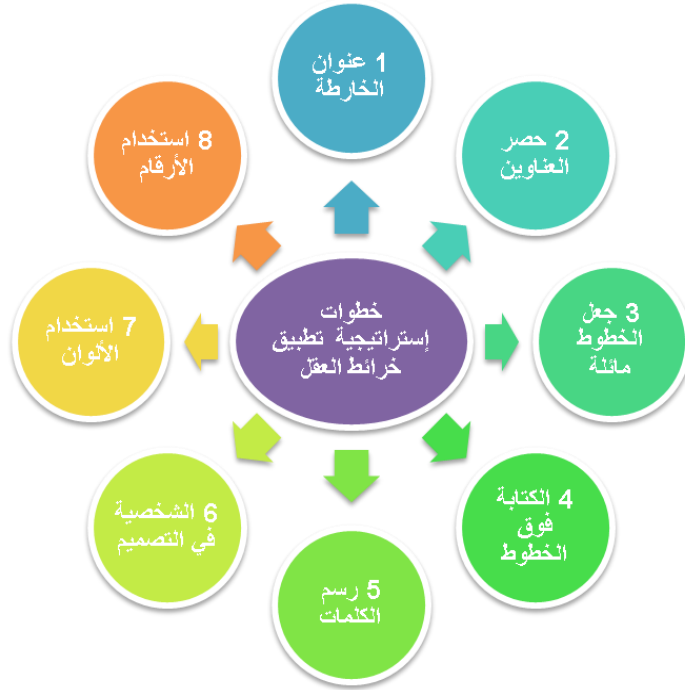 خطوات
إستراتيجية تطبيق
خرائط العقل
1 عنوان
الخارطة
2 حصر
العناوين
3 جعل
الخطوط
مائلة
4 الكتابة
فوق
الخطوط
5 رسم
الكلمات
6 الشخصية
في التصميم
7 استخدام
الألوان
8 استخدام
الأرقام